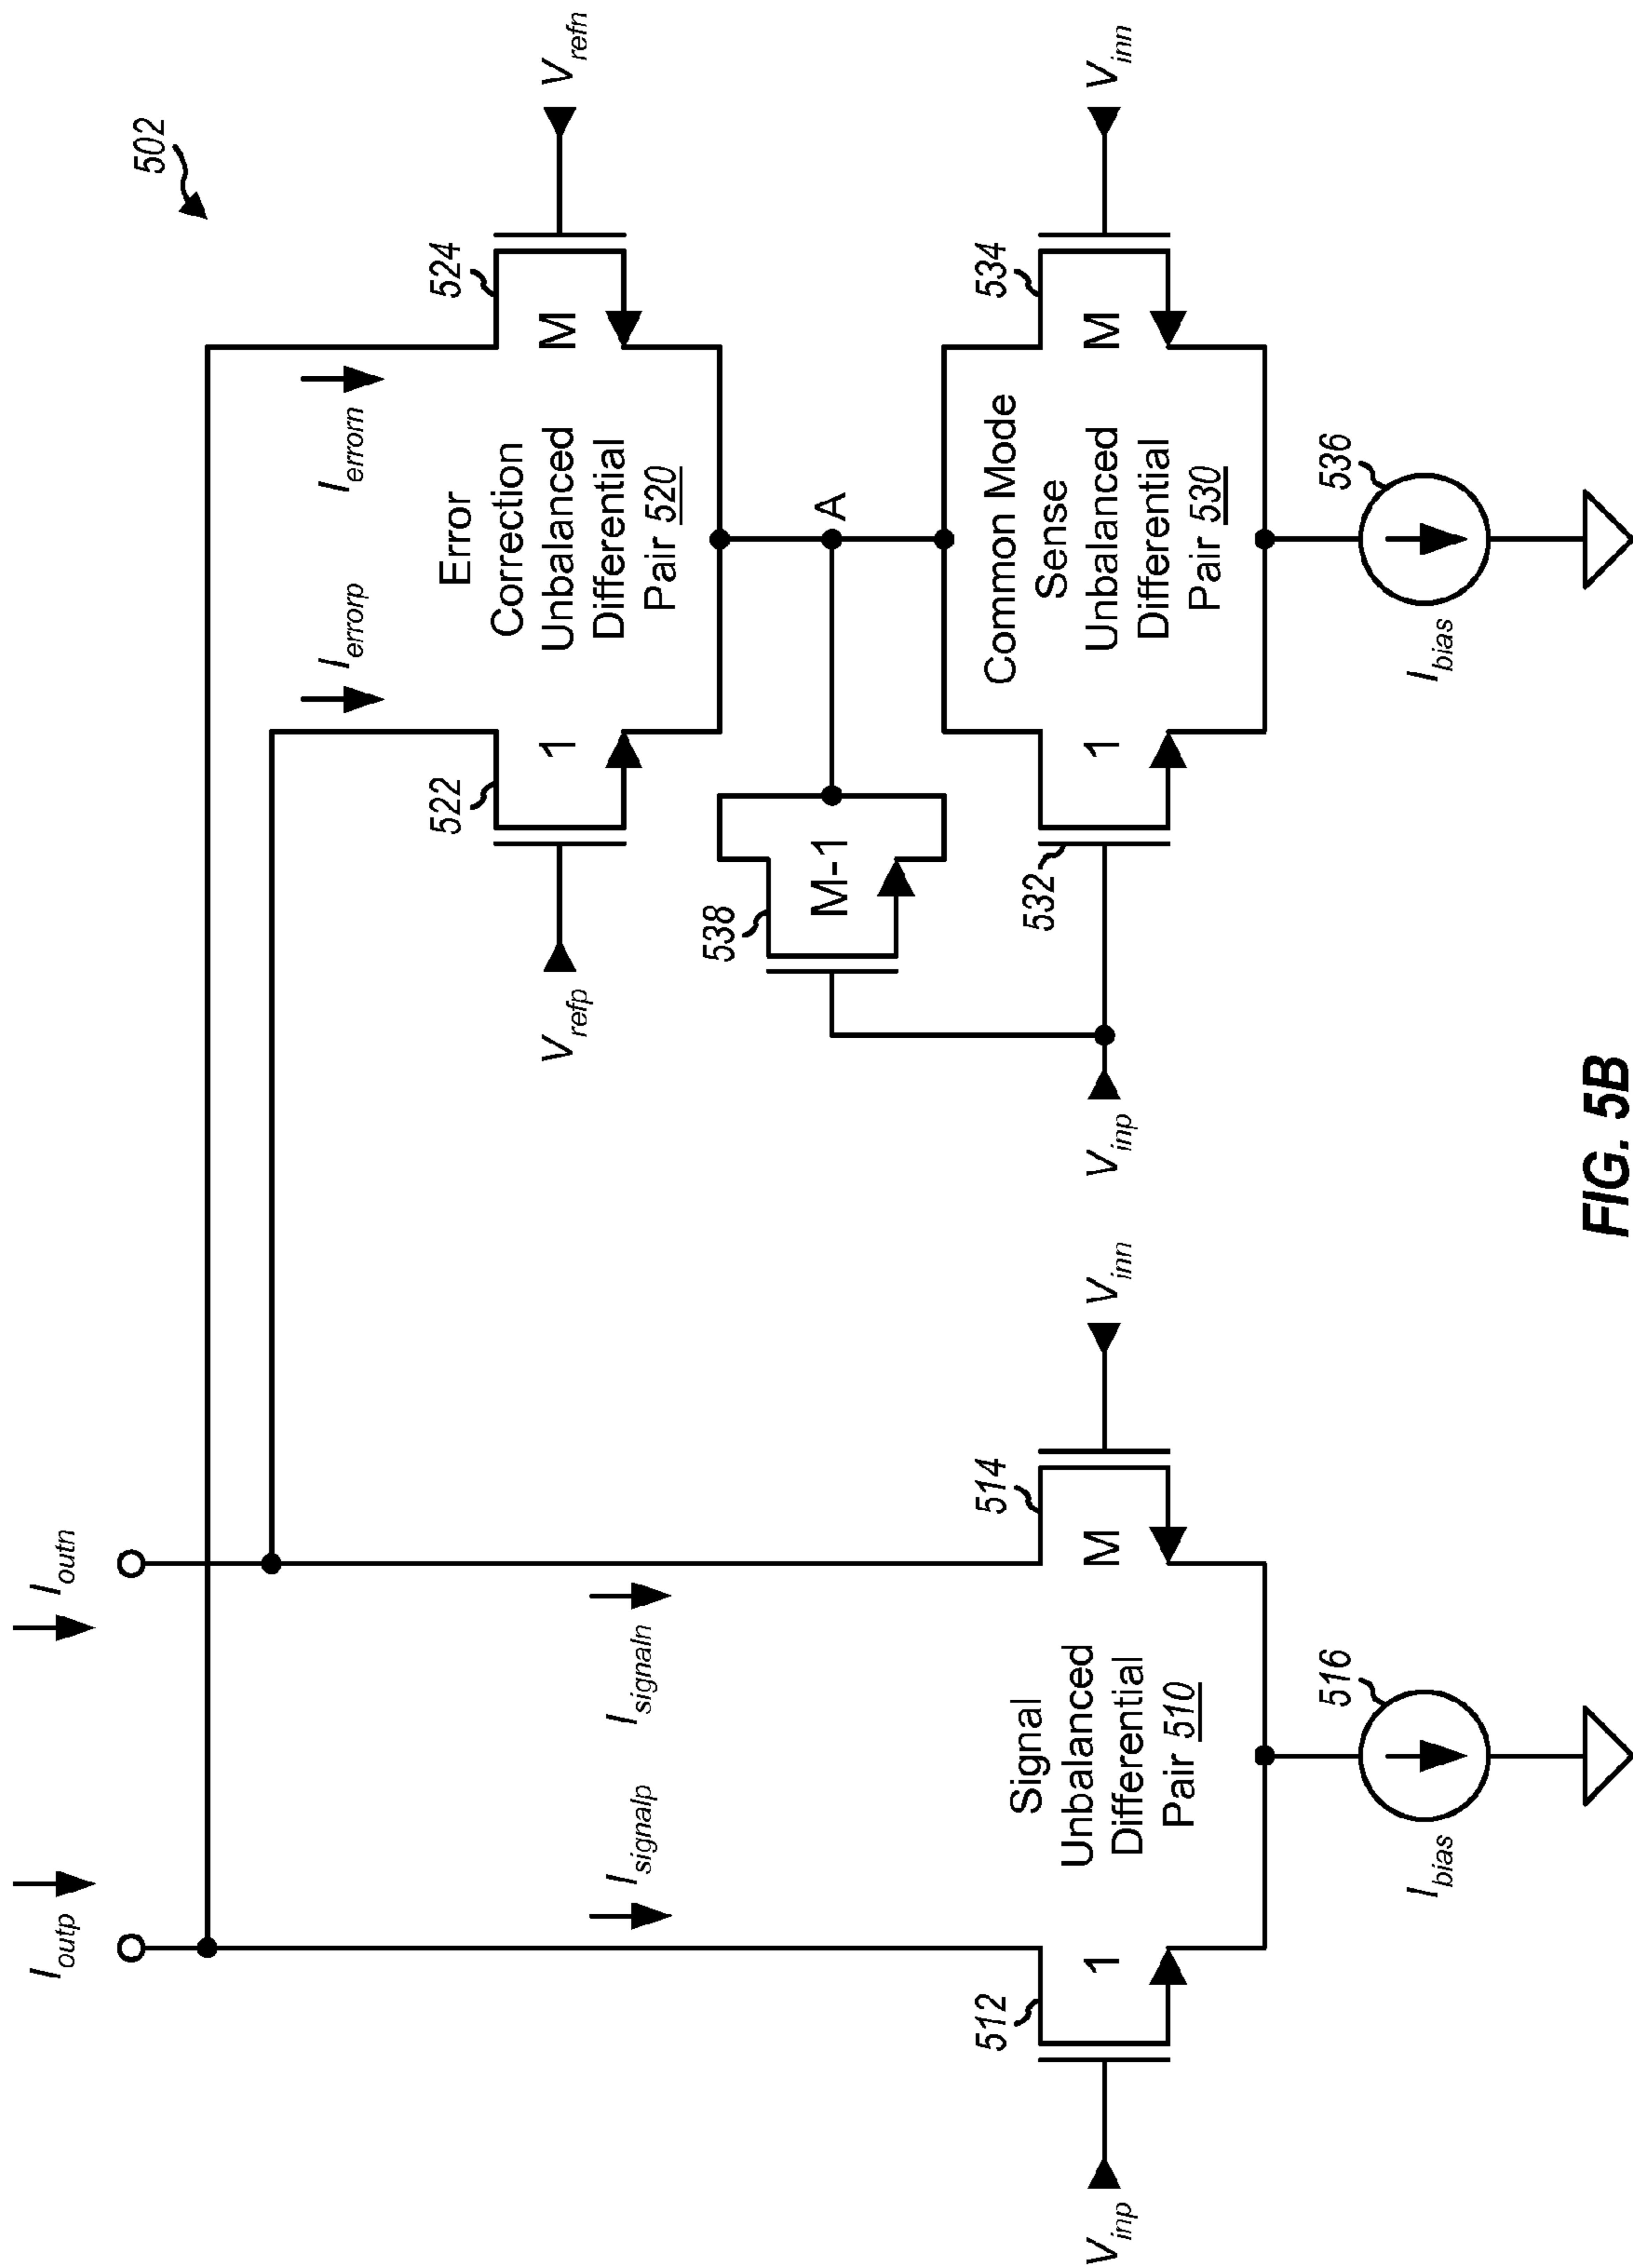 502
I_outp
I_outn
I_errorp
I_errorn
522
1
Error
Correction
Unbalanced
Differential
Pair 520
M
524
V_refp
V_refn
I_signalp
I_signaln
538
M-1
A
512
1
Signal
Unbalanced
Differential
Pair 510
M
514
V_inp
V_inn
V_inp
532
1
Common Mode
Sense
Unbalanced
Differential
Pair 530
M
534
V_inn
I_bias
516
I_bias
536
FIG. 5B